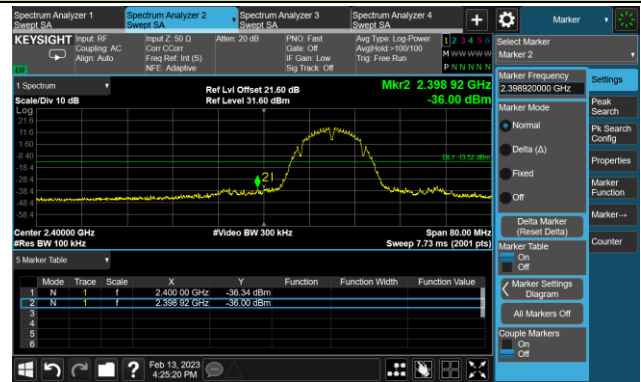 Spectrum Analyzer 1
Swept SA
Spectrum Analyzer 2
Swept SA
Spectrum Analyzer 3
Swept SA
Spectrum Analyzer 4
Swept SA
+
Marker
KEYSIGHT
Input: RF
Coupling: AC
Align: Auto
Input Z: 50 Ω
Corr CCorr
Freq Ref: Int (S)
NFE: Adaptive
Atten: 20 dB
PNO: Fast
Gate: Off
IF Gain: Low
Sig Track: Off
Avg Type: Log-Power
Avg|Hold:>100/100
Trig: Free Run
1 2 3 4 5 6
M W W W W W
P N N N N N
Select Marker
Marker 2
1 Spectrum
Scale/Div 10 dB
Ref Lvl Offset 21.60 dB
Ref Level 31.60 dBm
Mkr2 2.398 92 GHz
-36.00 dBm
Log
21.6
11.6
1.60
-8.40
-18.4
-28.4
-38.4
-48.4
-58.4
DL1 -13.52 dBm
2
1
Center 2.40000 GHz
#Res BW 100 kHz
#Video BW 300 kHz
Span 80.00 MHz
Sweep 7.73 ms (2001 pts)
5 Marker Table
Mode Trace Scale X Y Function Function Width Function Value
1 N 1 f 2.400 00 GHz -36.34 dBm
2 N 1 f 2.398 92 GHz -36.00 dBm
3
4
5
6
Marker Frequency
2.398920000 GHz
Marker Mode
Normal
Delta (Δ)
Fixed
Off
Delta Marker
(Reset Delta)
Marker Table
On
Off
Marker Settings
Diagram
All Markers Off
Couple Markers
On
Off
Settings
Peak
Search
Pk Search
Config
Properties
Marker
Function
Marker→
Counter
?
Feb 13, 2023
4:25:20 PM